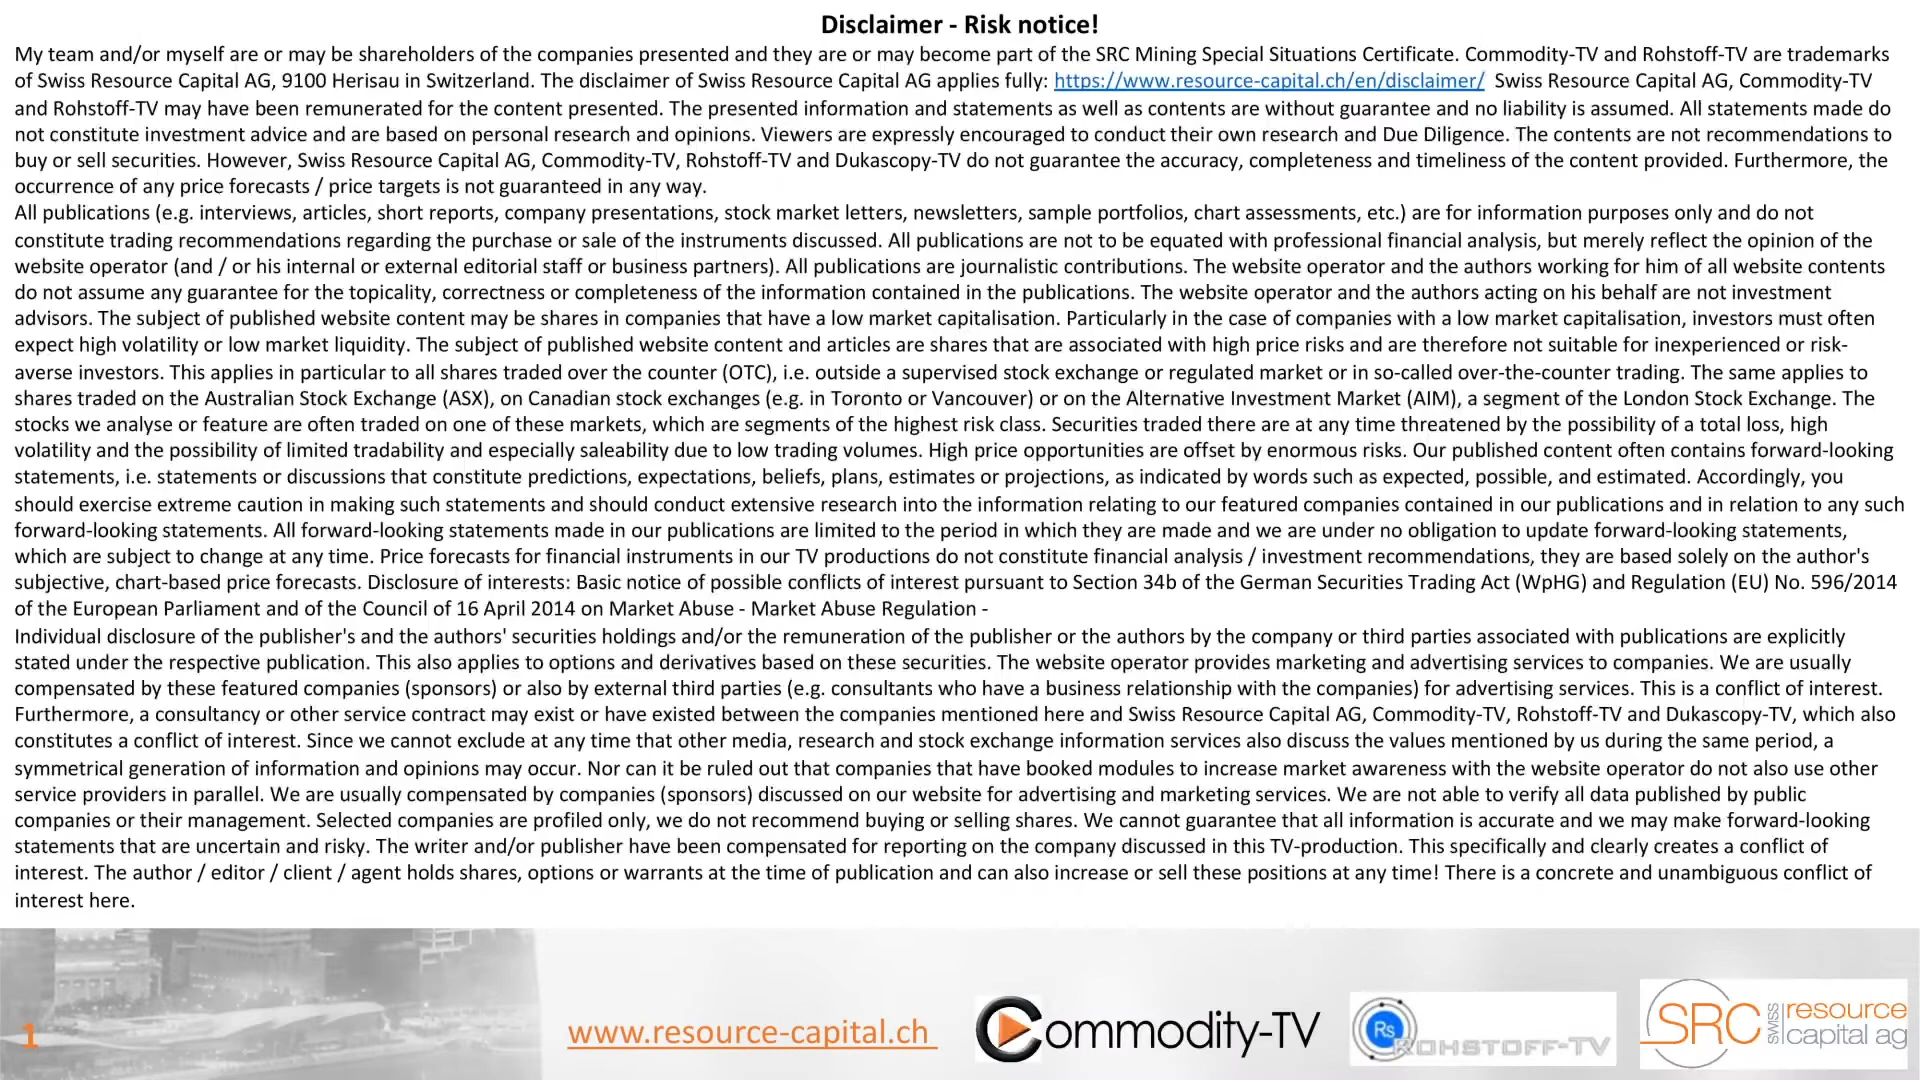 Disclaimer - Risk notice!
My team and/or myself are or may be shareholders of the companies presented and they are or may become part of the SRC Mining Special Situations Certificate. Commodity-TV and Rohstoff-TV are trademarks
of Swiss Resource Capital AG, 9100 Herisau in Switzerland. The disclaimer of Swiss Resource Capital AG applies fully: https://www.resource-capital.ch/en/disclaimer/ Swiss Resource Capital AG, Commodity-TV
and Rohstoff-TV may have been remunerated for the content presented. The presented information and statements as well as contents are without guarantee and no liability is assumed. All statements made do
not constitute investment advice and are based on personal research and opinions. Viewers are expressly encouraged to conduct their own research and Due Diligence. The contents are not recommendations to
buy or sell securities. However, Swiss Resource Capital AG, Commodity-TV, Rohstoff-TV and Dukascopy-TV do not guarantee the accuracy, completeness and timeliness of the content provided. Furthermore, the
occurrence of any price forecasts / price targets is not guaranteed in any way.
All publications (e.g. interviews, articles, short reports, company presentations, stock market letters, newsletters, sample portfolios, chart assessments, etc.) are for information purposes only and do not
constitute trading recommendations regarding the purchase or sale of the instruments discussed. All publications are not to be equated with professional financial analysis, but merely reflect the opinion of the
website operator (and / or his internal or external editorial staff or business partners). All publications are journalistic contributions. The website operator and the authors working for him of all website contents
do not assume any guarantee for the topicality, correctness or completeness of the information contained in the publications. The website operator and the authors acting on his behalf are not investment
advisors. The subject of published website content may be shares in companies that have a low market capitalisation. Particularly in the case of companies with a low market capitalisation, investors must often
expect high volatility or low market liquidity. The subject of published website content and articles are shares that are associated with high price risks and are therefore not suitable for inexperienced or risk-
averse investors. This applies in particular to all shares traded over the counter (OTC), i.e. outside a supervised stock exchange or regulated market or in so-called over-the-counter trading. The same applies to
shares traded on the Australian Stock Exchange (ASX), on Canadian stock exchanges (e.g. in Toronto or Vancouver) or on the Alternative Investment Market (AIM), a segment of the London Stock Exchange. The
stocks we analyse or feature are often traded on one of these markets, which are segments of the highest risk class. Securities traded there are at any time threatened by the possibility of a total loss, high
volatility and the possibility of limited tradability and especially saleability due to low trading volumes. High price opportunities are offset by enormous risks. Our published content often contains forward-looking
statements, i.e. statements or discussions that constitute predictions, expectations, beliefs, plans, estimates or projections, as indicated by words such as expected, possible, and estimated. Accordingly, you
should exercise extreme caution in making such statements and should conduct extensive research into the information relating to our featured companies contained in our publications and in relation to any such
forward-looking statements. All forward-looking statements made in our publications are limited to the period in which they are made and we are under no obligation to update forward-looking statements,
which are subject to change at any time. Price forecasts for financial instruments in our TV productions do not constitute financial analysis / investment recommendations, they are based solely on the author's
subjective, chart-based price forecasts. Disclosure of interests: Basic notice of possible conflicts of interest pursuant to Section 34b of the German Securities Trading Act (WpHG) and Regulation (EU) No. 596/2014
of the European Parliament and of the Council of 16 April 2014 on Market Abuse - Market Abuse Regulation -
Individual disclosure of the publisher's and the authors' securities holdings and/or the remuneration of the publisher or the authors by the company or third parties associated with publications are explicitly
stated under the respective publication. This also applies to options and derivatives based on these securities. The website operator provides marketing and advertising services to companies. We are usually
compensated by these featured companies (sponsors) or also by external third parties (e.g. consultants who have a business relationship with the companies) for advertising services. This is a conflict of interest.
Furthermore, a consultancy or other service contract may exist or have existed between the companies mentioned here and Swiss Resource Capital AG, Commodity-TV, Rohstoff-TV and Dukascopy-TV, which also
constitutes a conflict of interest. Since we cannot exclude at any time that other media, research and stock exchange information services also discuss the values mentioned by us during the same period, a
symmetrical generation of information and opinions may occur. Nor can it be ruled out that companies that have booked modules to increase market awareness with the website operator do not also use other
service providers in parallel. We are usually compensated by companies (sponsors) discussed on our website for advertising and marketing services. We are not able to verify all data published by public
companies or their management. Selected companies are profiled only, we do not recommend buying or selling shares. We cannot guarantee that all information is accurate and we may make forward-looking
statements that are uncertain and risky. The writer and/or publisher have been compensated for reporting on the company discussed in this TV-production. This specifically and clearly creates a conflict of
interest. The author / editor / client / agent holds shares, options or warrants at the time of publication and can also increase or sell these positions at any time! There is a concrete and unambiguous conflict of
interest here.
1
www.resource-capital.ch
Commodity-TV
Rs
ROHSTOFF-TV
SRC
SWISS
resource
capital ag